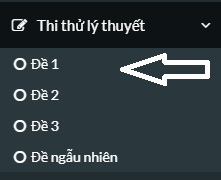 Thi thử lý thuyết
Đề 1
Đề 2
Đề 3
Đề ngẫu nhiên